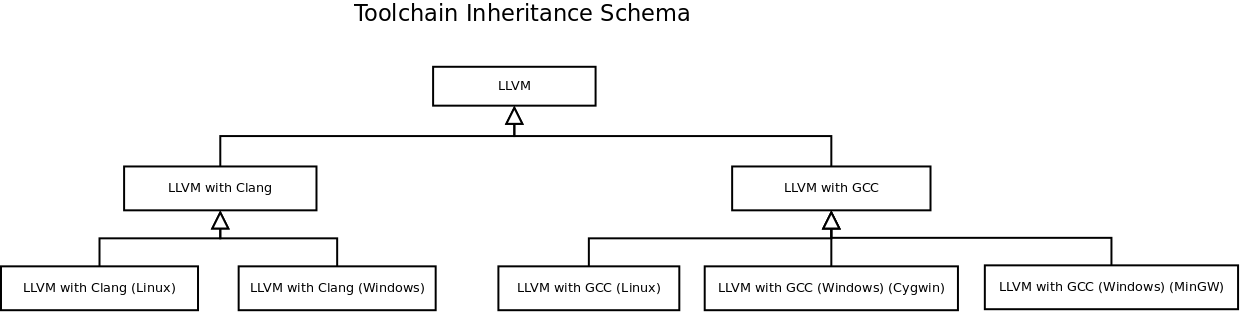 Toolchain Inheritance Schema
LLVM
LLVM with Clang
LLVM with GCC
LLVM with Clang (Linux)
LLVM with Clang (Windows)
LLVM with GCC (Linux)
LLVM with GCC (Windows) (Cygwin)
LLVM with GCC (Windows) (MinGW)